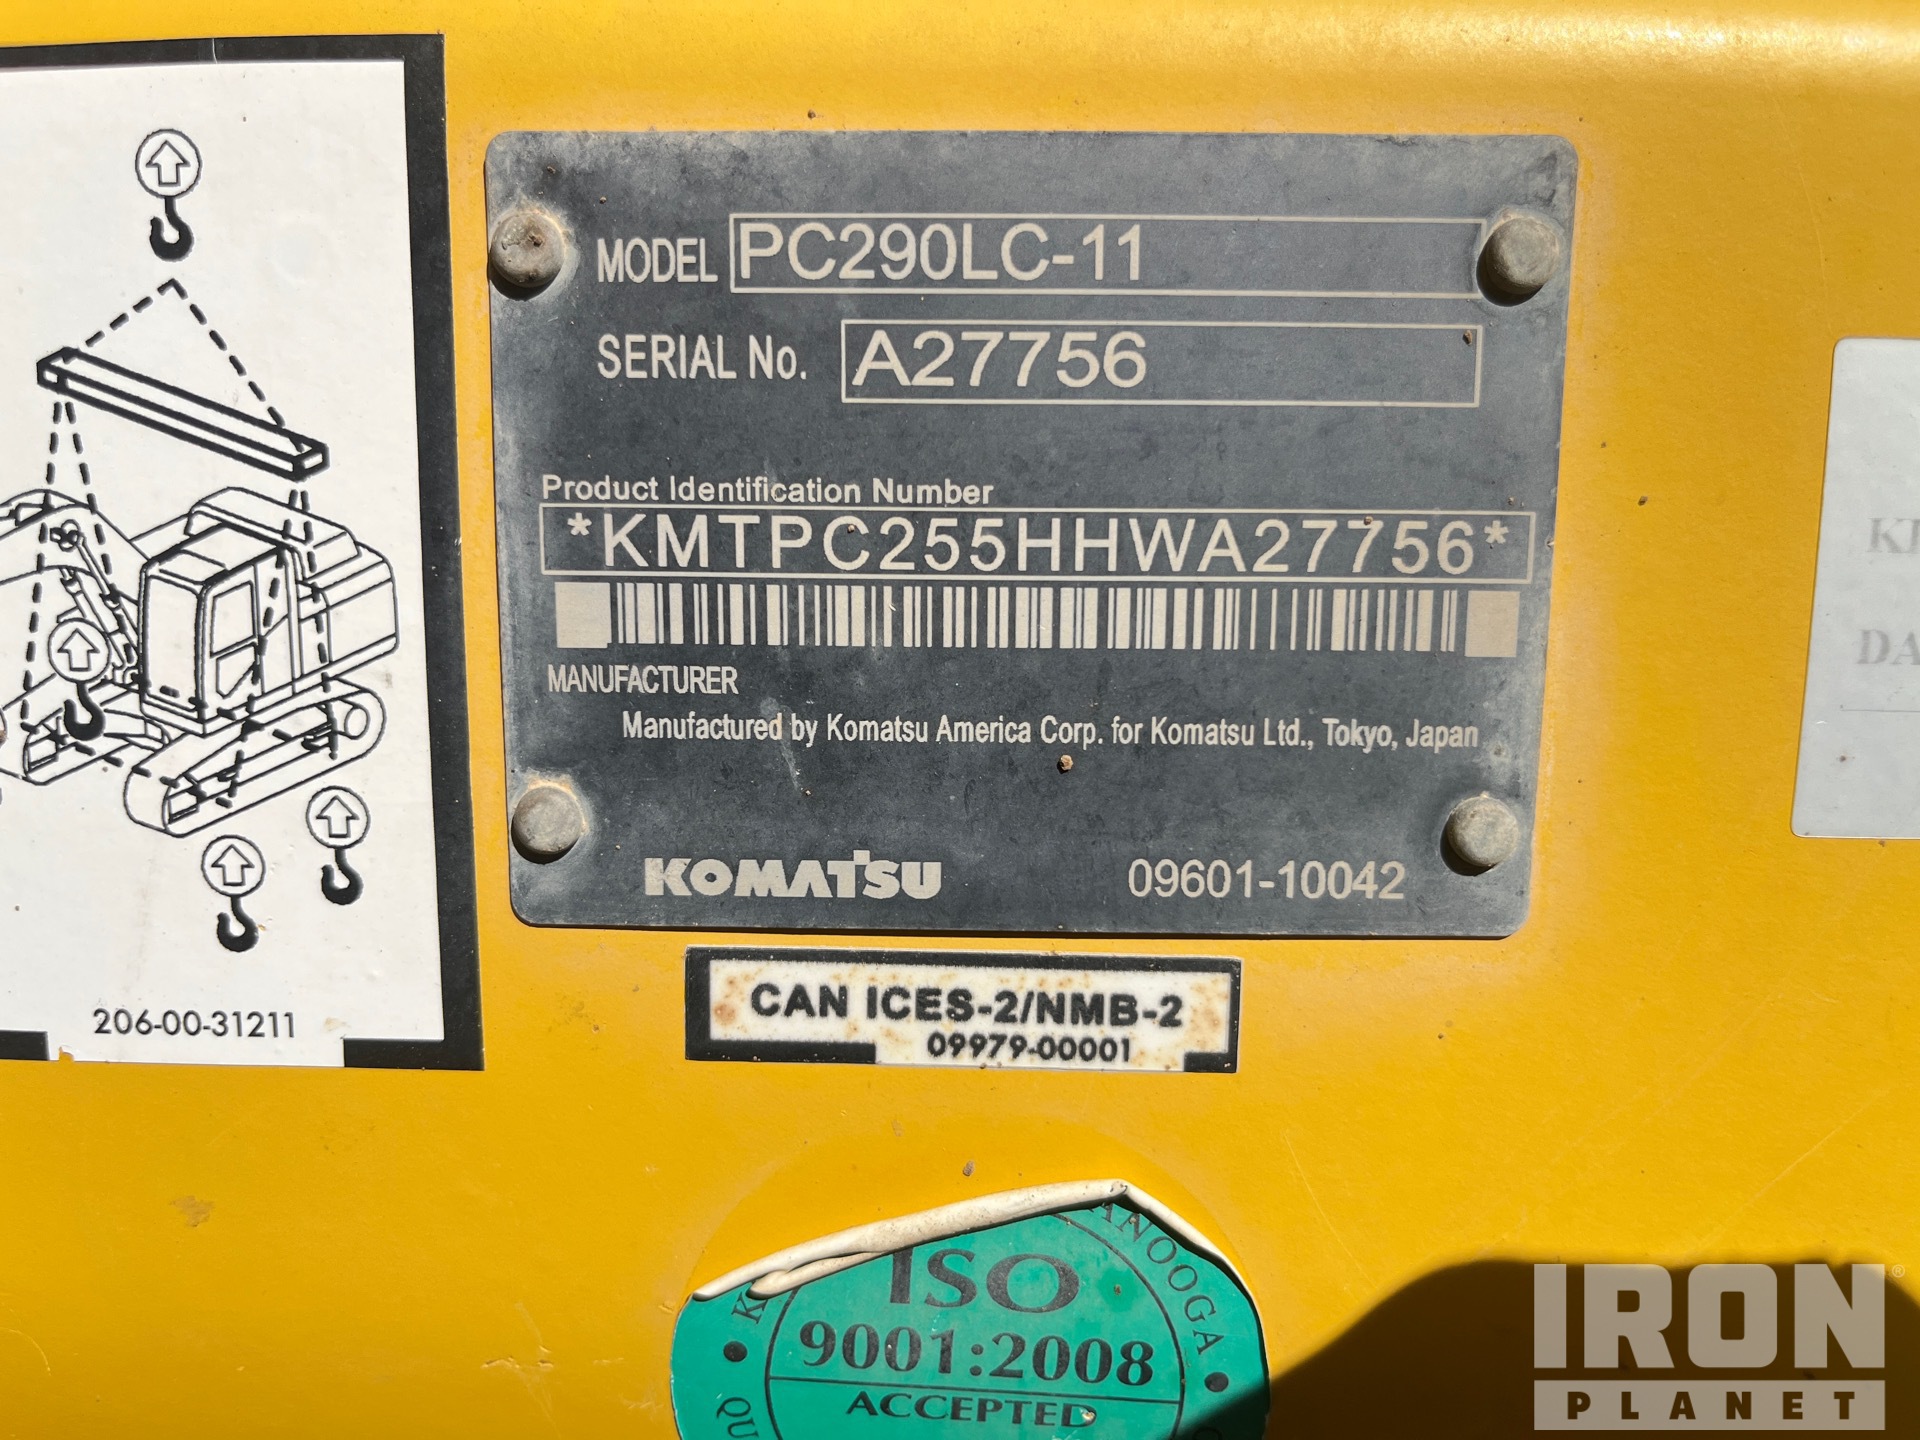 MODEL PC290LC-11
SERIAL No. A27756
Product Identification Number
*KMTPC255HHWA27756*
MANUFACTURER
Manufactured by Komatsu America Corp. for Komatsu Ltd., Tokyo, Japan
KOMATSU 09601-10042
206-00-31211
CAN ICES-2/NMB-2
09979-00001
ISO
9001:2008
ACCEPTED
IRON
PLANET